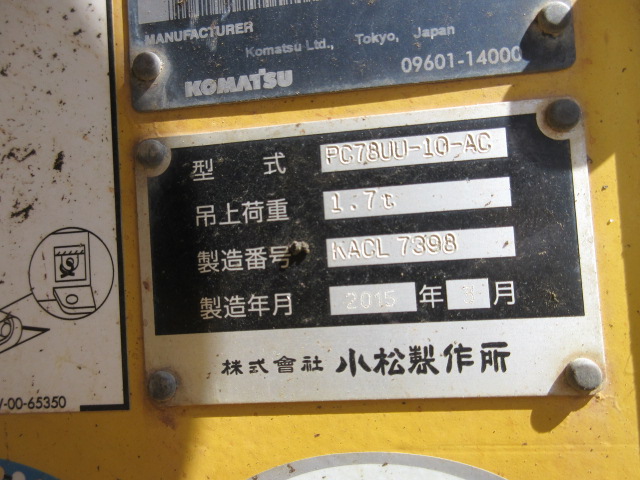 MANUFACTURER
Komatsu Ltd., Tokyo, Japan
KOMATSU
09601-14000
型 式 PC78UU-10-AC
吊上荷重 1.7t
製造番号 KACL 7398
製造年月 2015 年 3 月
株式會社 小松製作所
-00-65350